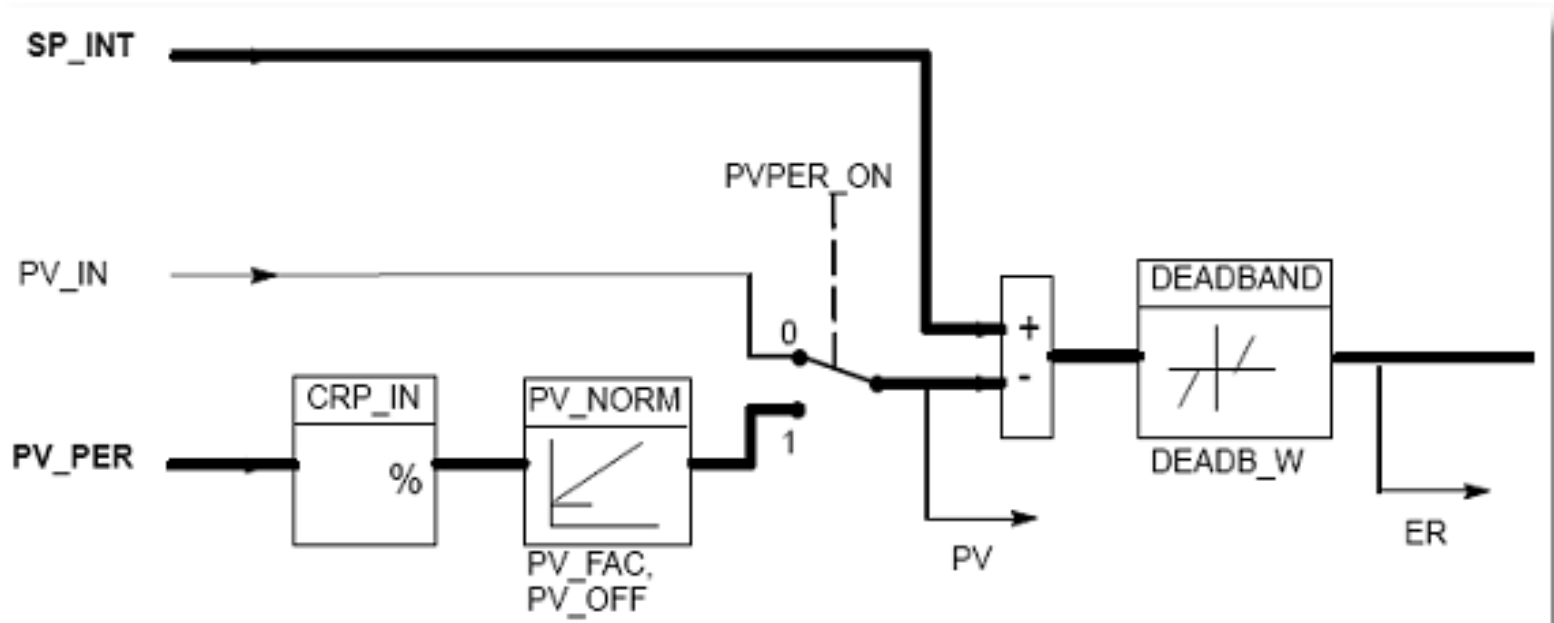 SP_INT
PVPER_ON
PV_IN
DEADBAND
0
+
-
CRP_IN
PV_NORM
1
PV_PER
%
DEADB_W
PV_FAC,
PV_OFF
PV
ER